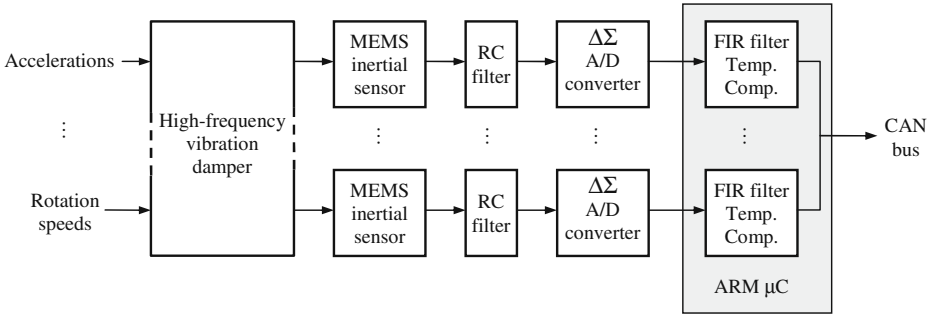 Accelerations
⋮
Rotation
speeds
High-frequency
vibration
damper
MEMS
inertial
sensor
⋮
MEMS
inertial
sensor
RC
filter
⋮
RC
filter
ΔΣ
A/D
converter
⋮
ΔΣ
A/D
converter
FIR filter
Temp.
Comp.
⋮
FIR filter
Temp.
Comp.
ARM μC
CAN
bus